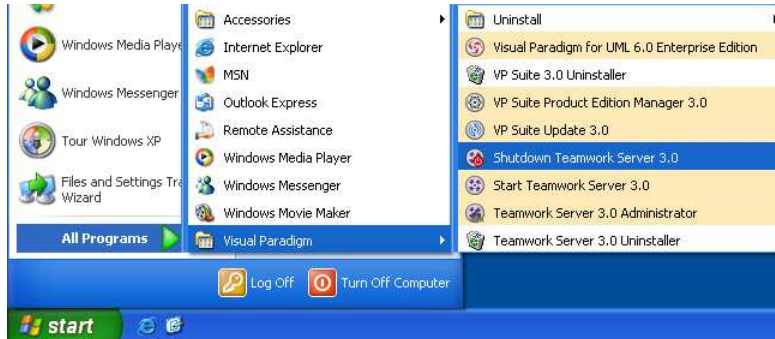 Windows Media Playe
Windows Messenger
Tour Windows XP
Files and Settings Tra
Wizard
All Programs
Accessories
Internet Explorer
MSN
Outlook Express
Remote Assistance
Windows Media Player
Windows Messenger
Windows Movie Maker
Visual Paradigm
Uninstall
Visual Paradigm for UML 6.0 Enterprise Edition
VP Suite 3.0 Uninstaller
VP Suite Product Edition Manager 3.0
VP Suite Update 3.0
Shutdown Teamwork Server 3.0
Start Teamwork Server 3.0
Teamwork Server 3.0 Administrator
Teamwork Server 3.0 Uninstaller
Log Off
Turn Off Computer
start